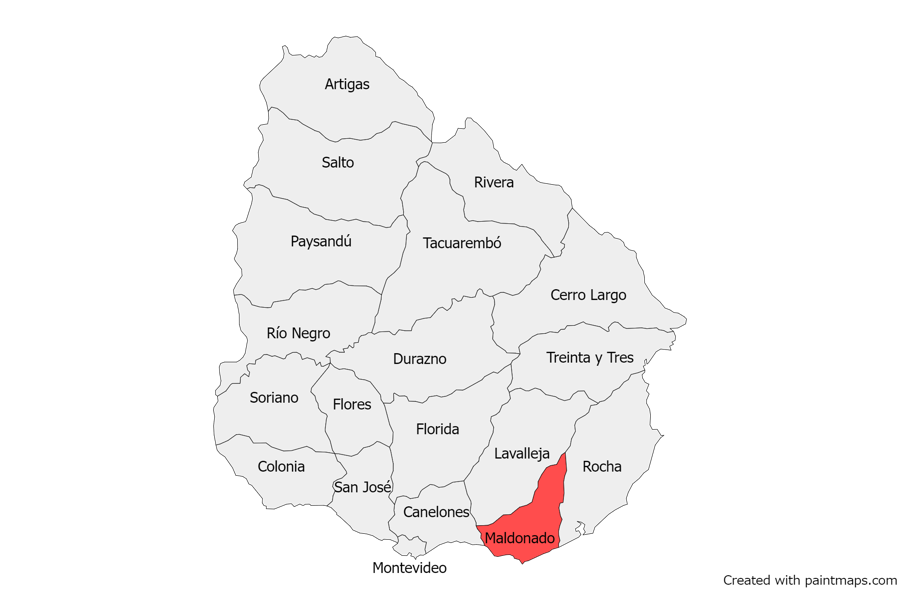 Artigas
Salto
Rivera
Paysandú
Tacuarembó
Cerro Largo
Río Negro
Durazno
Treinta y Tres
Soriano
Flores
Florida
Lavalleja
Colonia
Rocha
San José
Canelones
Maldonado
Montevideo
Created with paintmaps.com